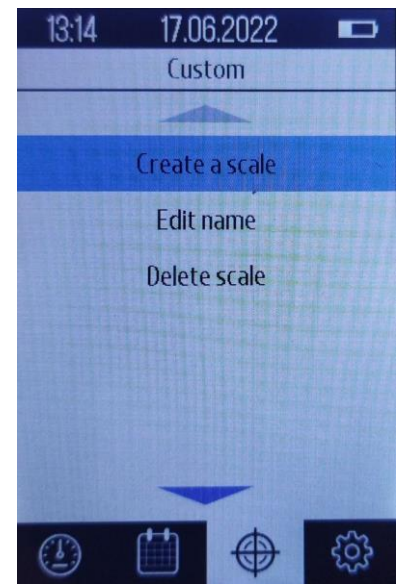 13:14 17.06.2022
Custom
Create a scale
Edit name
Delete scale